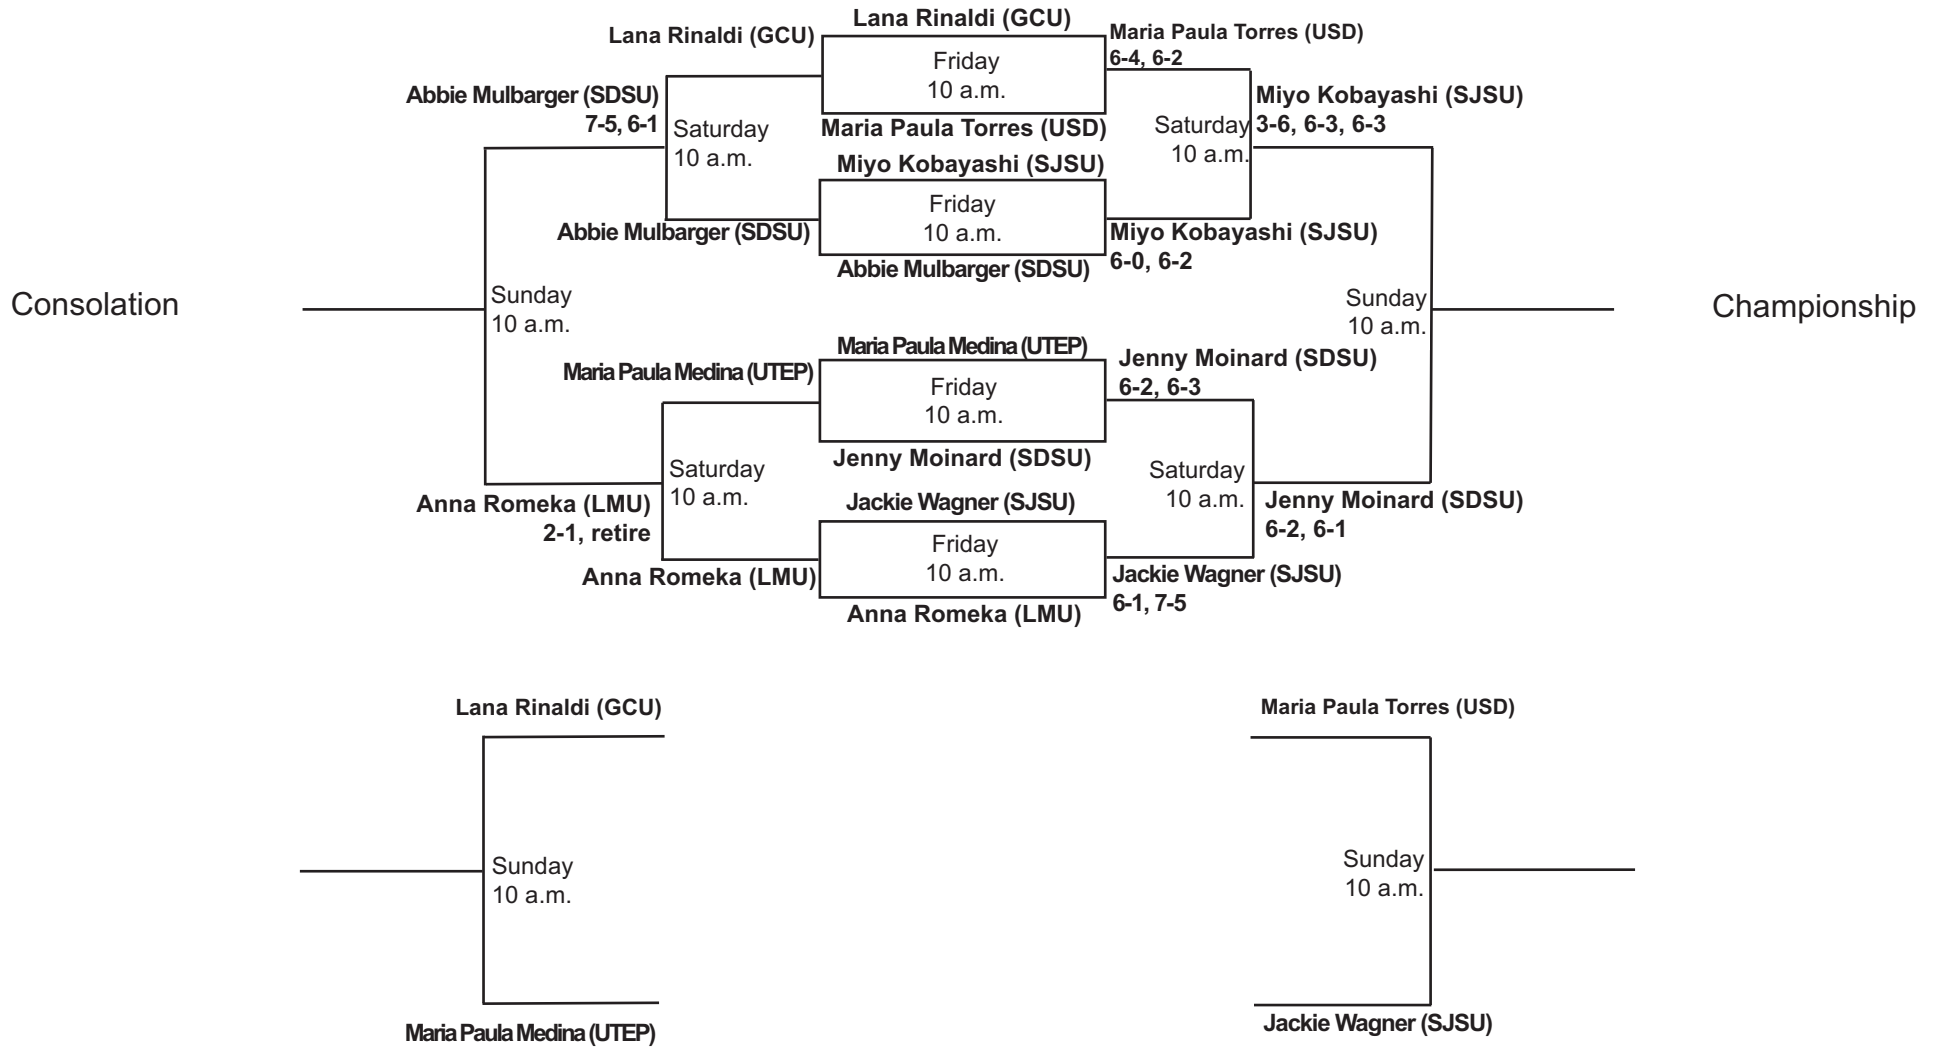 Lana Rinaldi (GCU)
Lana Rinaldi (GCU)
Maria Paula Torres (USD)
6-4, 6-2
Friday
10 a.m.
Abbie Mulbarger (SDSU)
7-5, 6-1
Miyo Kobayashi (SJSU)
3-6, 6-3, 6-3
Saturday
10 a.m.
Maria Paula Torres (USD)
Saturday
10 a.m.
Miyo Kobayashi (SJSU)
Friday
10 a.m.
Abbie Mulbarger (SDSU)
Miyo Kobayashi (SJSU)
6-0, 6-2
Abbie Mulbarger (SDSU)
Consolation
Sunday
10 a.m.
Sunday
10 a.m.
Championship
Maria Paula Medina (UTEP)
Maria Paula Medina (UTEP)
Jenny Moinard (SDSU)
6-2, 6-3
Friday
10 a.m.
Jenny Moinard (SDSU)
Saturday
10 a.m.
Saturday
10 a.m.
Anna Romeka (LMU)
2-1, retire
Jackie Wagner (SJSU)
Jenny Moinard (SDSU)
6-2, 6-1
Friday
10 a.m.
Anna Romeka (LMU)
Jackie Wagner (SJSU)
6-1, 7-5
Anna Romeka (LMU)
Lana Rinaldi (GCU)
Maria Paula Torres (USD)
Sunday
10 a.m.
Sunday
10 a.m.
Maria Paula Medina (UTEP)
Jackie Wagner (SJSU)